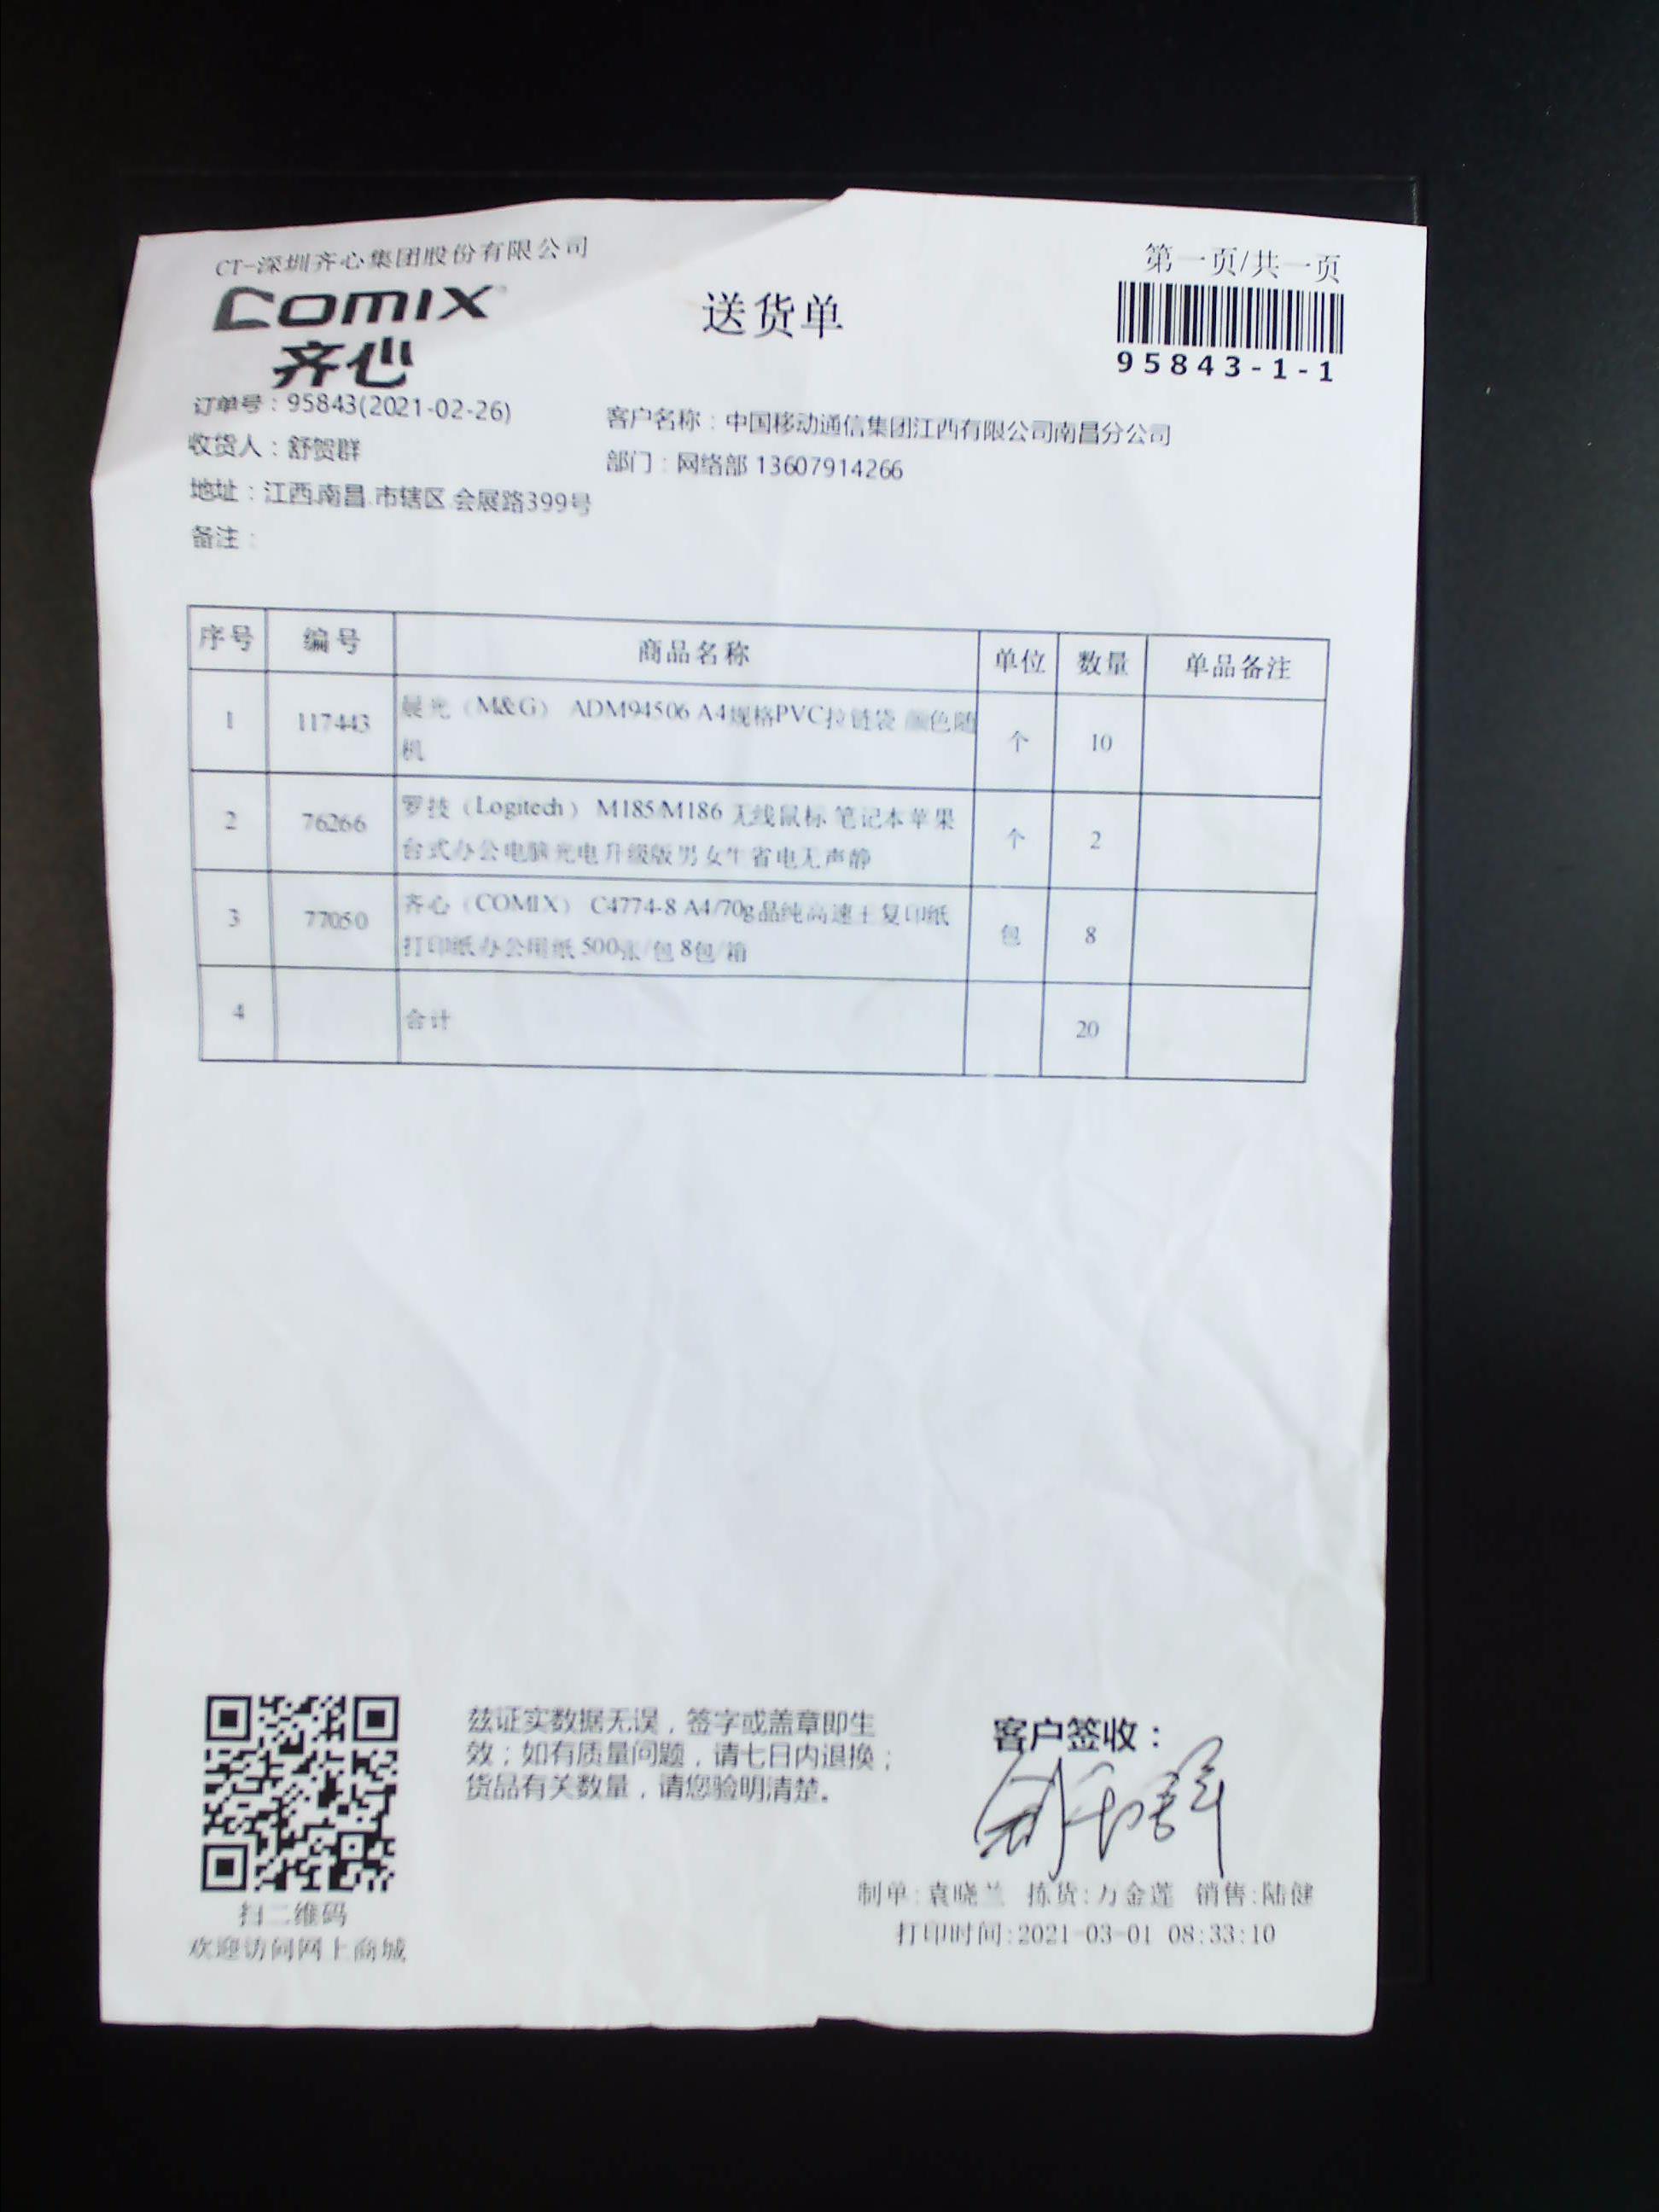 CT-深圳齐心集团股份有限公司
第一页/共一页
COMIX
齐心
送货单
95843-1-1
订单号：95843(2021-02-26)
客户名称：中国移动通信集团江西有限公司南昌分公司
收货人：舒贺群
部门：网络部 13607914266
地址：江西.南昌.市辖区.会展路399号
备注：
序号 编号 商品名称 单位 数量 单品备注
1 117443 晨光（M&G） ADM94506 A4规格PVC拉链袋 颜色随
机 个 10
2 76266 罗技（Logitech） M185/M186 无线鼠标 笔记本苹果
台式办公电脑光电升级版男女生省电无声静 个 2
3 77050 齐心（COMIX） C4774-8 A4/70g晶纯高速王复印纸
打印纸办公用纸 500张/包 8包/箱 包 8
4 合计 20
兹证实数据无误，签字或盖章即生
效；如有质量问题，请七日内退换；
货品有关数量，请您验明清楚。
客户签收：
制单:袁晓兰 拣货:万金莲 销售:陆健
打印时间:2021-03-01 08:33:10
扫二维码
欢迎访问网上商城